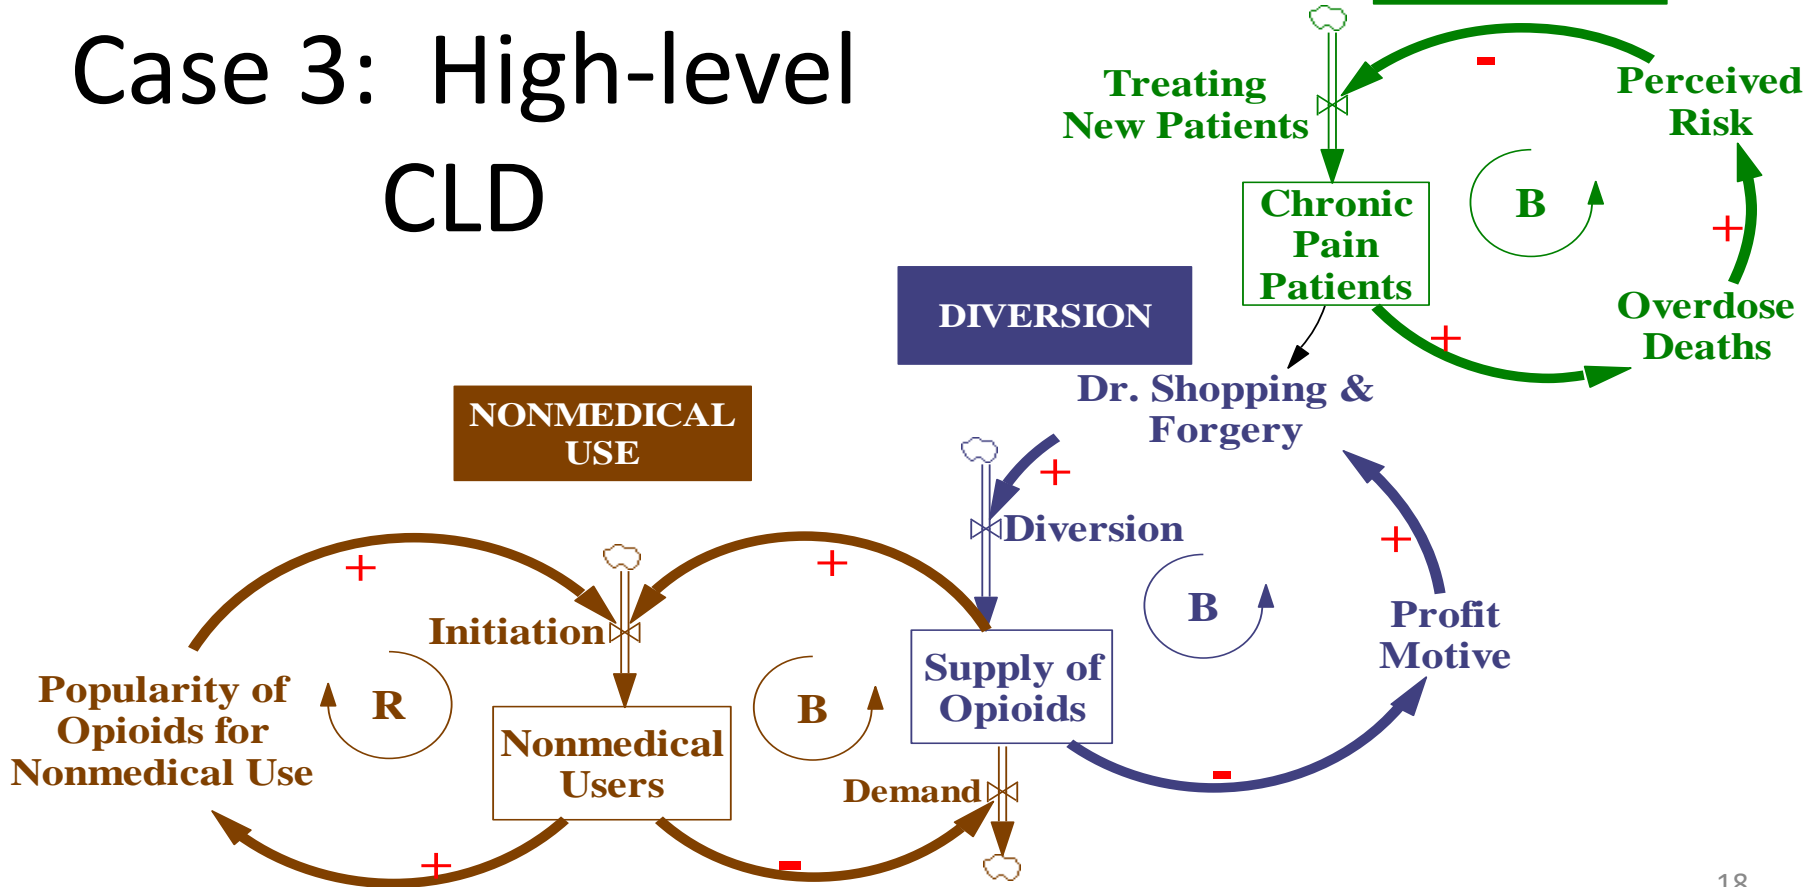 Case 3: High-level
CLD
Treating
New Patients
-
Perceived
Risk
Chronic
Pain
Patients
B
+
Overdose
Deaths
+
DIVERSION
Dr. Shopping &
Forgery
NONMEDICAL
USE
+
Diversion
+
+
+
B
Initiation
Profit
Motive
Popularity of
Opioids for
Nonmedical Use
R
Nonmedical
Users
B
Supply of
Opioids
Demand
-
+
-
18